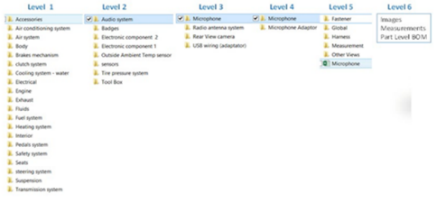 Level 1
Accessories
Air conditioning system
Air system
Body
Brakes mechanism
clutch system
Cooling system - water
Electrical
Engine
Exhaust
Fluids
Fuel system
Heating system
Interior
Pedals system
Safety system
Seats
steering system
Suspension
Transmission system
Level 2
Audio system
Badges
Electronic component 2
Electronic component 1
Outside Ambient Temp sensor
sensors
Tire pressure system
Tool Box
Level 3
Microphone
Radio antenna system
Rear View camera
USB wiring (adaptator)
Level 4
Microphone
Microphone Adaptor
Level 5
Fastener
Global
Harness
Measurement
Other Views
Microphone
Level 6
Images
Measurements
Part Level BOM